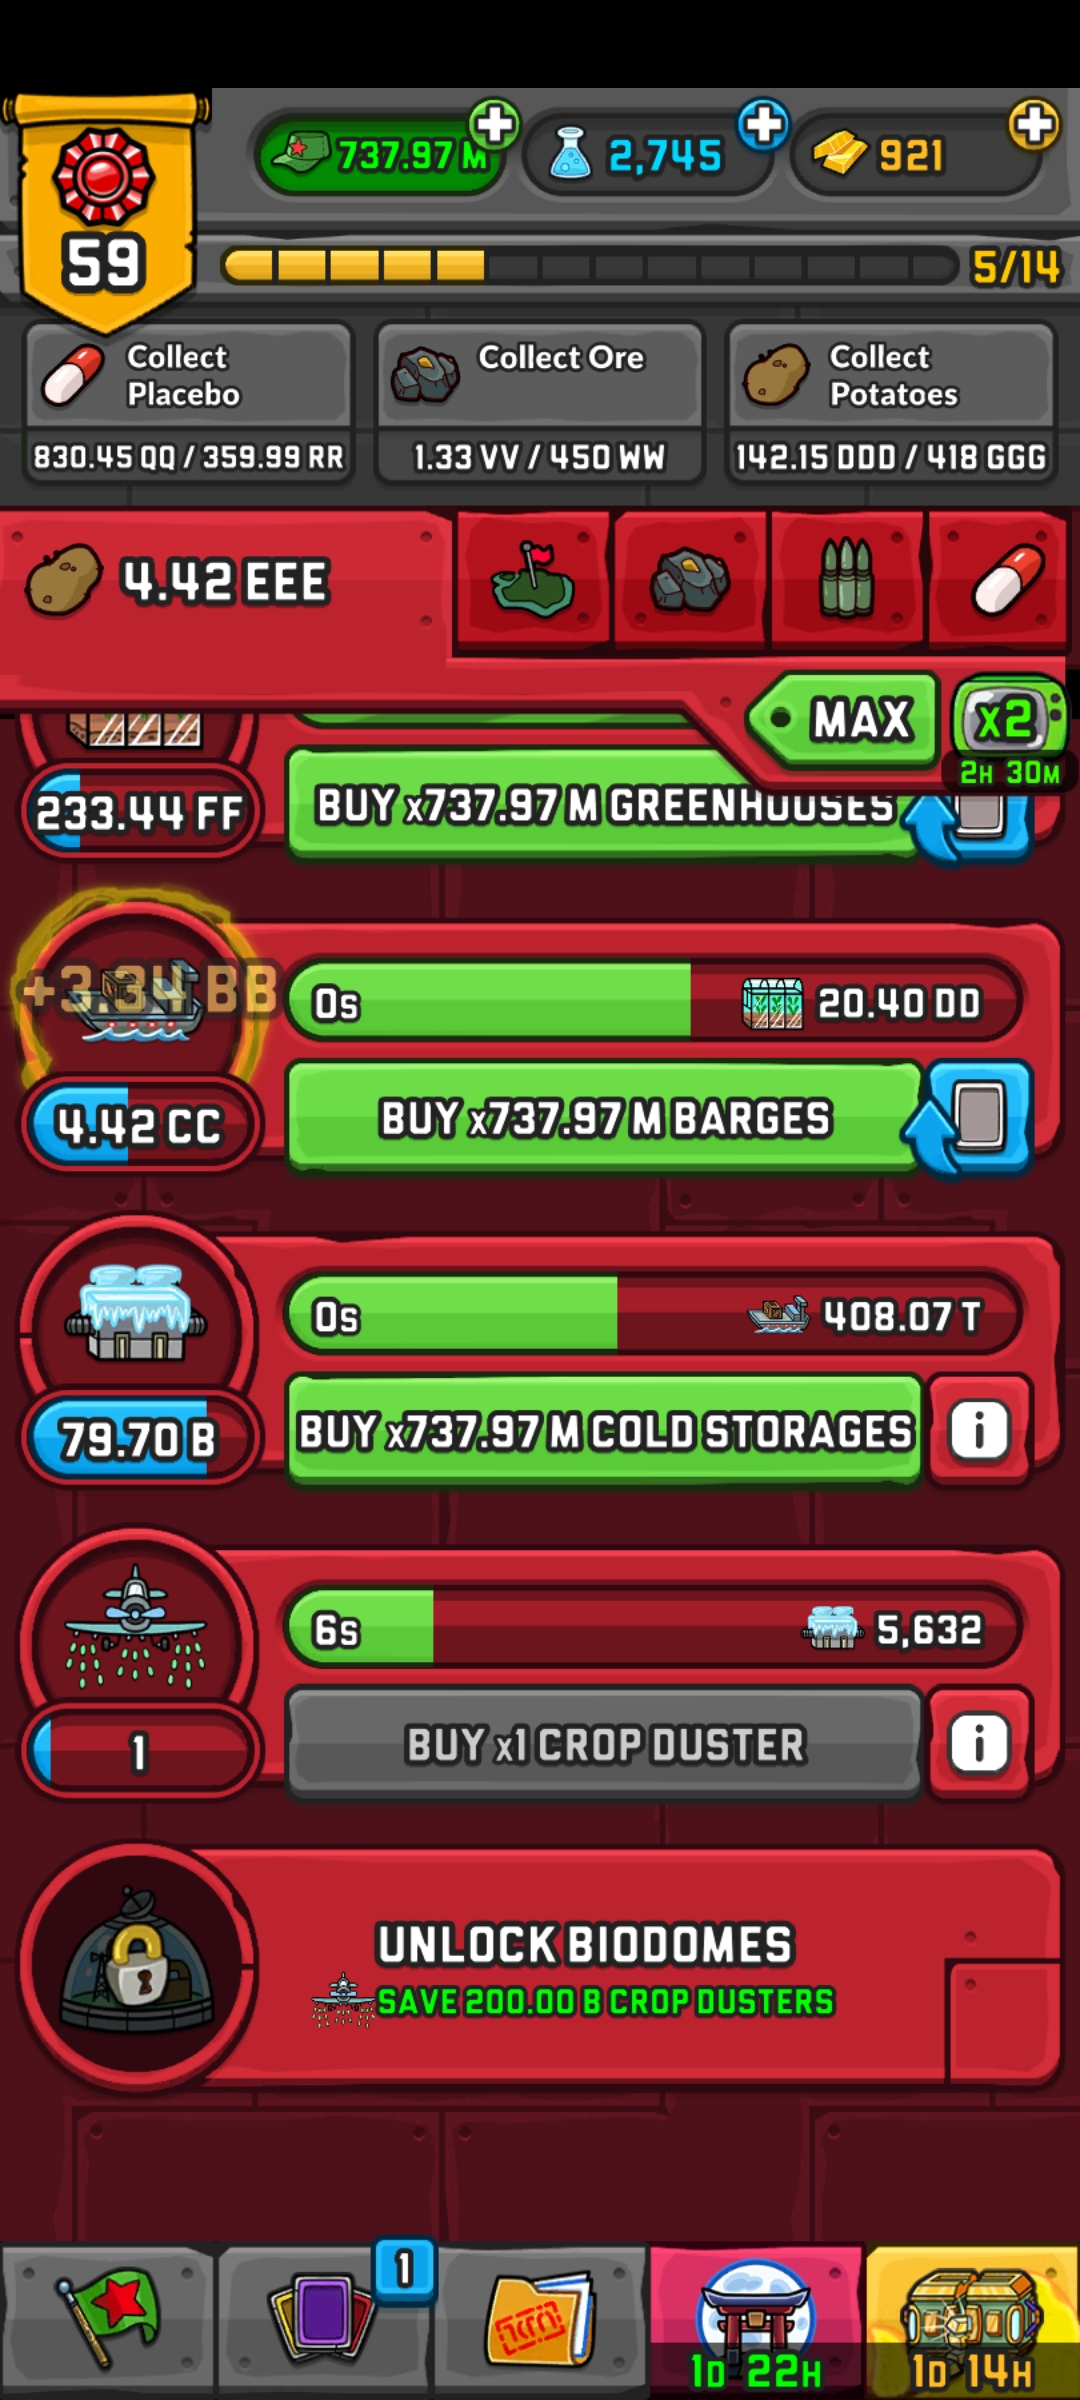 737.97 M
2,745
921
59
5/14
Collect
Placebo
830.45 QQ / 359.99 RR
Collect Ore
1.33 VV / 450 WW
Collect
Potatoes
142.15 DDD / 418 GGG
4.42 EEE
MAX
x2
2H 30M
233.44 FF
BUY x737.97 M GREENHOUSES
+3.34 BB
0s
20.40 DD
4.42 CC
BUY x737.97 M BARGES
0s
408.07 T
79.70 B
BUY x737.97 M COLD STORAGES
i
6s
5,632
1
BUY x1 CROP DUSTER
i
UNLOCK BIODOMES
SAVE 200.00 B CROP DUSTERS
1
1D 22H
1D 14H